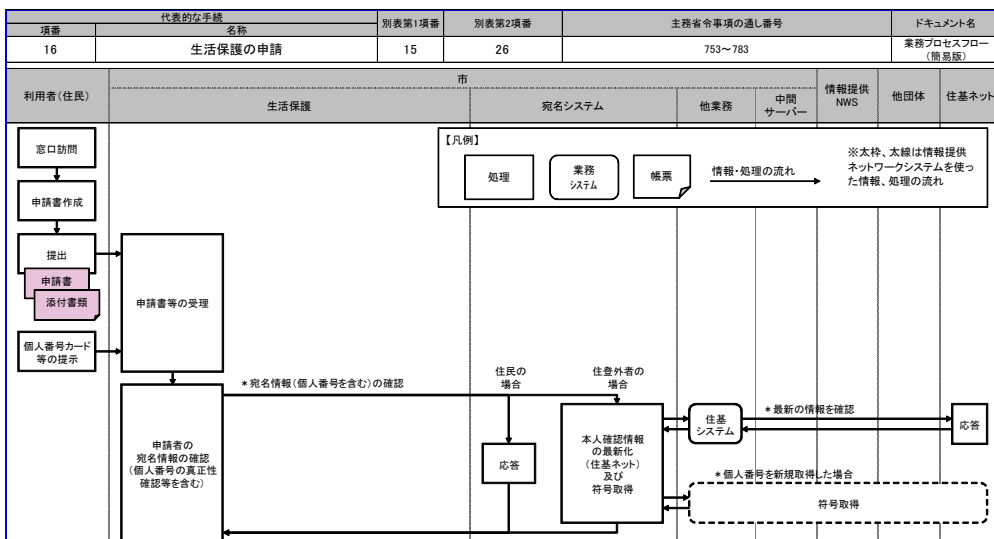 代表的な手続
別表第1項番
別表第2項番
主務省令事項の通し番号
ドキュメント名
項番
名称
16
生活保護の申請
15
26
753~783
業務プロセスフロー
(簡易版)
利用者(住民)
市
情報提供
NWS
他団体
住基ネット
生活保護
宛名システム
他業務
中間
サーバー
【凡例】
処理
業務
システム
帳票
情報・処理の流れ
※太枠、太線は情報提供
ネットワークシステムを使っ
た情報、処理の流れ
窓口訪問
申請書作成
提出
申請書
添付書類
個人番号カード
等の提示
申請書等の受理
*宛名情報(個人番号を含む)の確認
住民の
場合
住登外者の
場合
申請者の
宛名情報の確認
(個人番号の真正性
確認等を含む)
応答
本人確認情報
の最新化
(住基ネット)
及び
符号取得
住基
システム
*最新の情報を確認
応答
*個人番号を新規取得した場合
符号取得